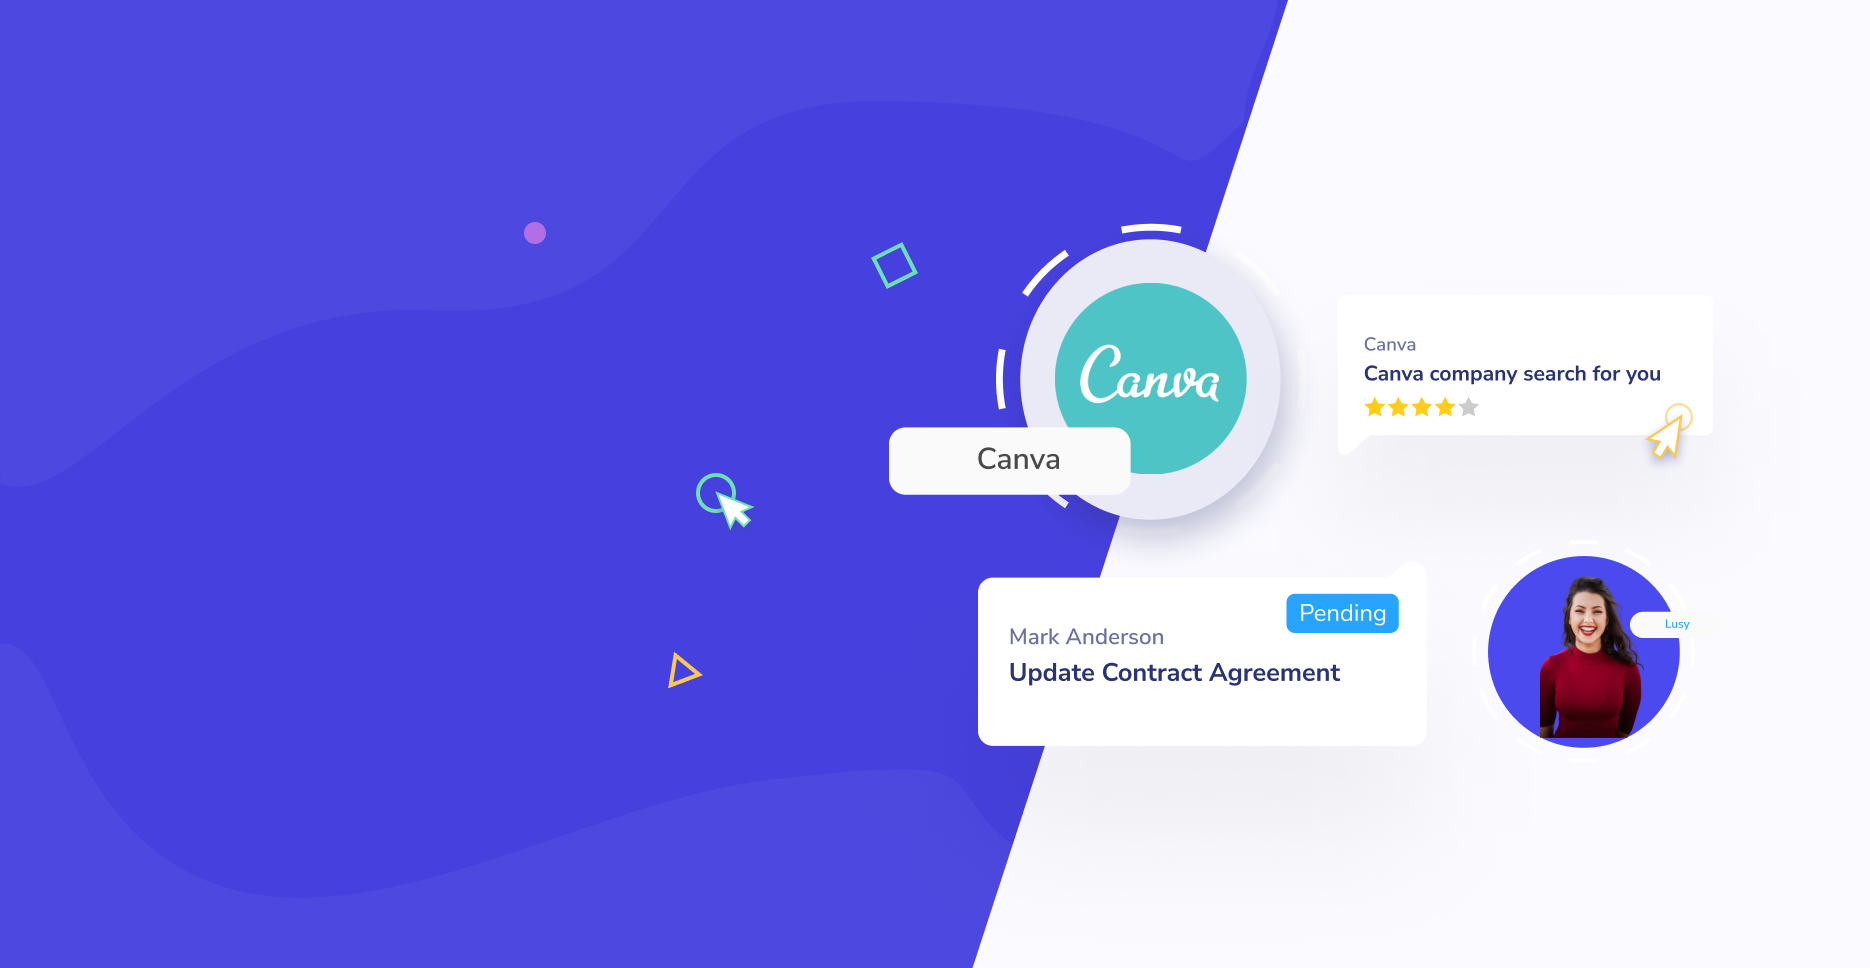 Canva
Canva
Canva
Canva company search for you
Pending
Mark Anderson
Update Contract Agreement
Lusy